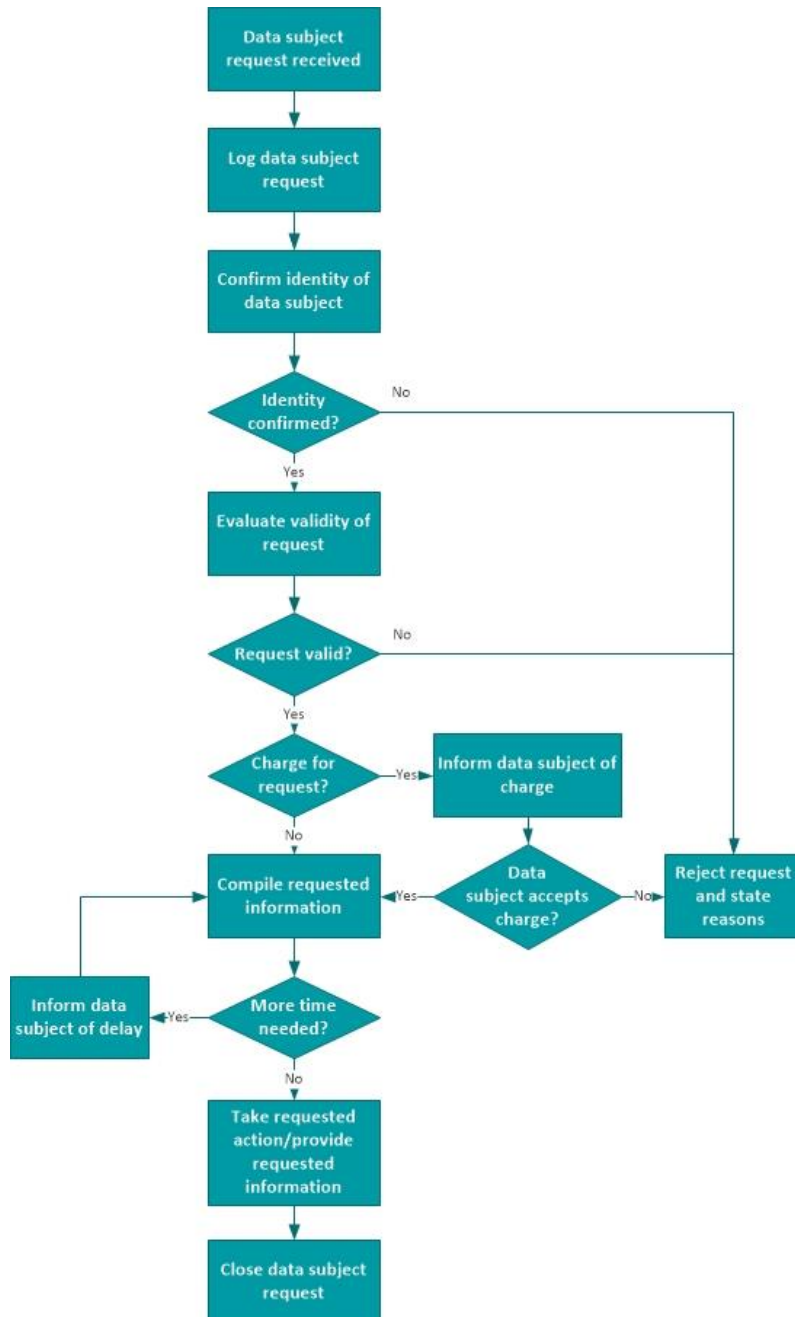 Data subject
request received
Log data subject
request
Confirm identity of
data subject
Identity
confirmed?
No
Yes
Evaluate validity of
request
Request valid?
No
Yes
Charge for
request?
Yes
Inform data subject of
charge
No
Compile requested
information
Yes
Data
subject accepts
charge?
No
Reject request
and state
reasons
Inform data
subject of delay
Yes
More time
needed?
No
Take requested
action/provide
requested
information
Close data subject
request